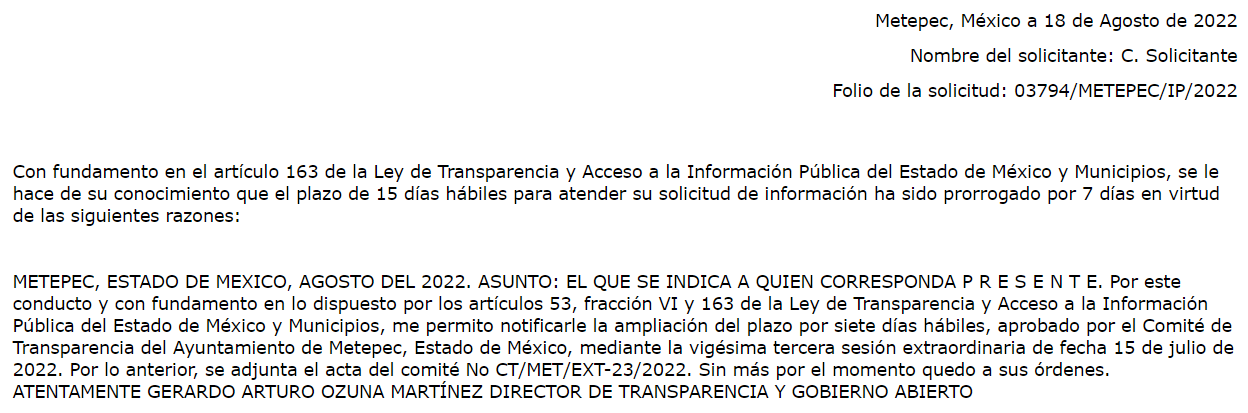 Metepec, México a 18 de Agosto de 2022
Nombre del solicitante: C. Solicitante
Folio de la solicitud: 03794/METEPEC/IP/2022
Con fundamento en el artículo 163 de la Ley de Transparencia y Acceso a la Información Pública del Estado de México y Municipios, se le
hace de su conocimiento que el plazo de 15 días hábiles para atender su solicitud de información ha sido prorrogado por 7 días en virtud
de las siguientes razones:
METEPEC, ESTADO DE MEXICO, AGOSTO DEL 2022. ASUNTO: EL QUE SE INDICA A QUIEN CORRESPONDA P R E S E N T E. Por este
conducto y con fundamento en lo dispuesto por los artículos 53, fracción VI y 163 de la Ley de Transparencia y Acceso a la Información
Pública del Estado de México y Municipios, me permito notificarle la ampliación del plazo por siete días hábiles, aprobado por el Comité de
Transparencia del Ayuntamiento de Metepec, Estado de México, mediante la vigésima tercera sesión extraordinaria de fecha 15 de julio de
2022. Por lo anterior, se adjunta el acta del comité No CT/MET/EXT-23/2022. Sin más por el momento quedo a sus órdenes.
ATENTAMENTE GERARDO ARTURO OZUNA MARTÍNEZ DIRECTOR DE TRANSPARENCIA Y GOBIERNO ABIERTO